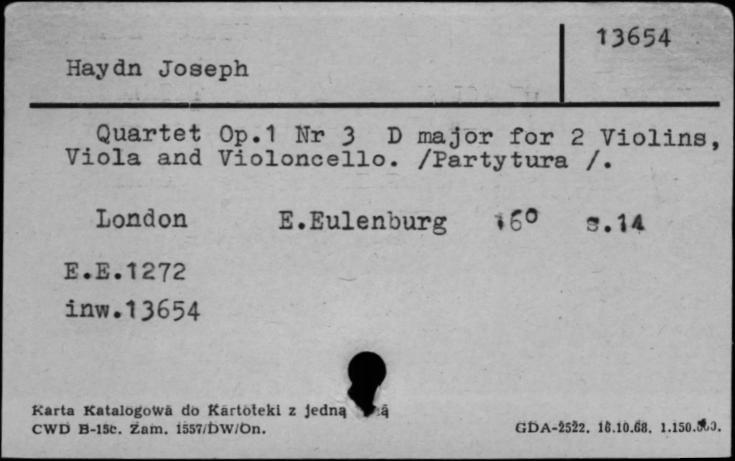 13654
Haydn Joseph
Quartet Op.1 Nr 3 D major for 2 Violins,
Viola and Violoncello. /Partytura /.
London E.Eulenburg 16° s.14
E.E.1272
inw.13654
Karta Katalogowa do Kartoteki z jedną
CWD B-15c. Zam. 1557/DW/On.
GDA-2522. 16.10.68. 1.150.